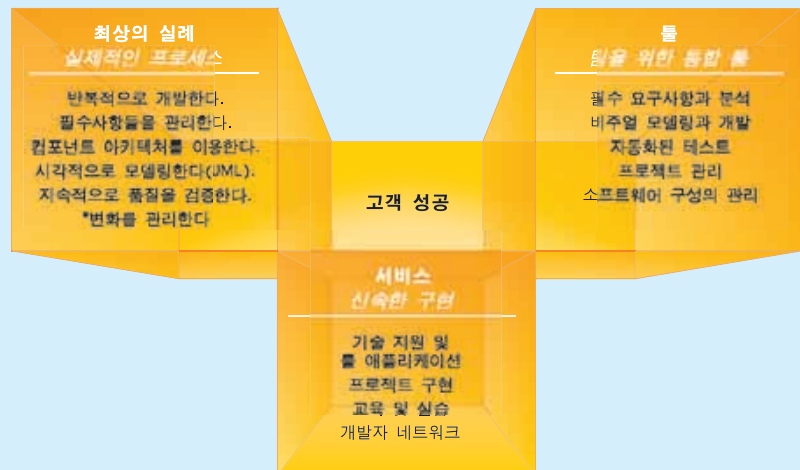 최상의 실례
실제적인 프로세스
반복적으로 개발한다.
필수사항들을 관리한다.
컴포넌트 아키텍처를 이용한다.
시각적으로 모델링한다(UML).
지속적으로 품질을 검증한다.
*변화를 관리한다
툴
팀을 위한 통합 툴
필수 요구사항과 분석
비주얼 모델링과 개발
자동화된 테스트
프로젝트 관리
소프트웨어 구성의 관리
고객 성공
서비스
신속한 구현
기술 지원 및
툴 애플리케이션
프로젝트 구현
교육 및 실습
개발자 네트워크